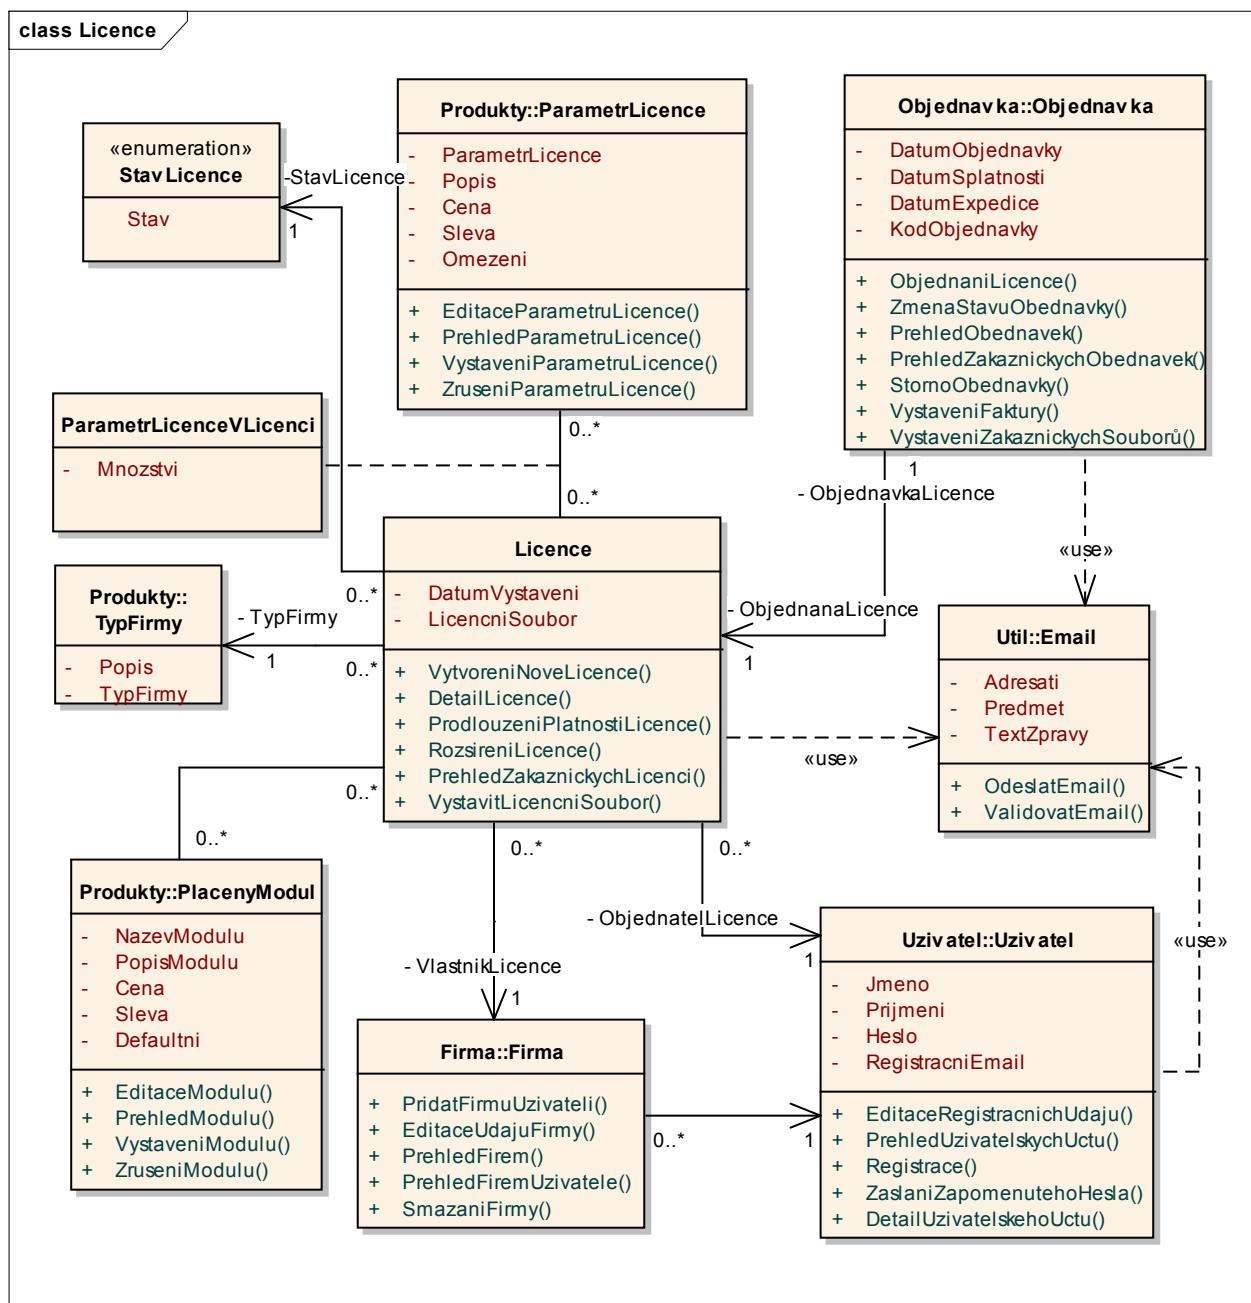 class Licence
«enumeration»
StavLicence
Stav
-StavLicence
1
Produkty::ParametrLicence
- ParametrLicence
- Popis
- Cena
- Sleva
- Omezeni
+ EditaceParametruLicence()
+ PrehledParametruLicence()
+ VystaveniParametruLicence()
+ ZruseniParametruLicence()
0..*
0..*
Objednavka::Objednavka
- DatumObjednavky
- DatumSplatnosti
- DatumExpedice
- KodObjednavky
+ ObjednaniLicence()
+ ZmenaStavuObednavky()
+ PrehledObednavek()
+ PrehledZakaznickychObednavek()
+ StornoObednavky()
+ VystaveniFaktury()
+ VystaveniZakaznickychSouborů()
1
- ObjednavkaLicence
«use»
ParametrLicenceVLicenci
- Mnozstvi
Licence
- DatumVystaveni
- LicencniSoubor
+ VytvoreniNoveLicence()
+ DetailLicence()
+ ProdlouzeniPlatnostiLicence()
+ RozsireniLicence()
+ PrehledZakaznickychLicenci()
+ VystavitLicencniSoubor()
0..*
- ObjednanaLicence
1
Produkty::
TypFirmy
- Popis
- TypFirmy
- TypFirmy
1
0..*
Util::Email
- Adresati
- Predmet
- TextZpravy
+ OdeslatEmail()
+ ValidovatEmail()
«use»
0..*
0..*
0..*
0..*
Produkty::PlacenyModul
- NazevModulu
- PopisModulu
- Cena
- Sleva
- Defaultni
+ EditaceModulu()
+ PrehledModulu()
+ VystaveniModulu()
+ ZruseniModulu()
- ObjednatelLicence
1
- VlastnikLicence
1
Firma::Firma
+ PridatFirmuUzivateli()
+ EditaceUdajuFirmy()
+ PrehledFirem()
+ PrehledFiremUzivatele()
+ SmazaniFirmy()
0..*
1
Uzivatel::Uzivatel
- Jmeno
- Prijmeni
- Heslo
- RegistracniEmail
+ EditaceRegistracnichUdaju()
+ PrehledUzivatelskychUctu()
+ Registrace()
+ ZaslaniZapomenutehoHesla()
+ DetailUzivatelskehoUctu()
«use»